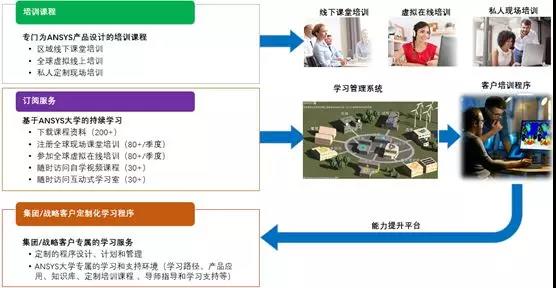 培训课程
专门为ANSYS产品设计的培训课程
• 区域线下课堂培训
• 全球虚拟线上培训
• 私人定制现场培训
线下课堂培训
虚拟在线培训
私人现场培训
订阅服务
基于ANSYS大学的持续学习
• 下载课程资料（200+）
• 注册全球现场课堂培训（80+/季度）
• 参加全球虚拟在线培训（80+/季度）
• 随时访问自学视频课程（30+）
• 随时访问互动式学习室（30+）
学习管理系统
客户培训程序
集团/战略客户定制化学习程序
集团/战略客户专属的学习服务
• 定制的程序设计、计划和管理
• ANSYS大学专属的学习和支持环境（学习路径、产品应
用、知识库、定制培训课程、导师指导和学习支持等）
能力提升平台